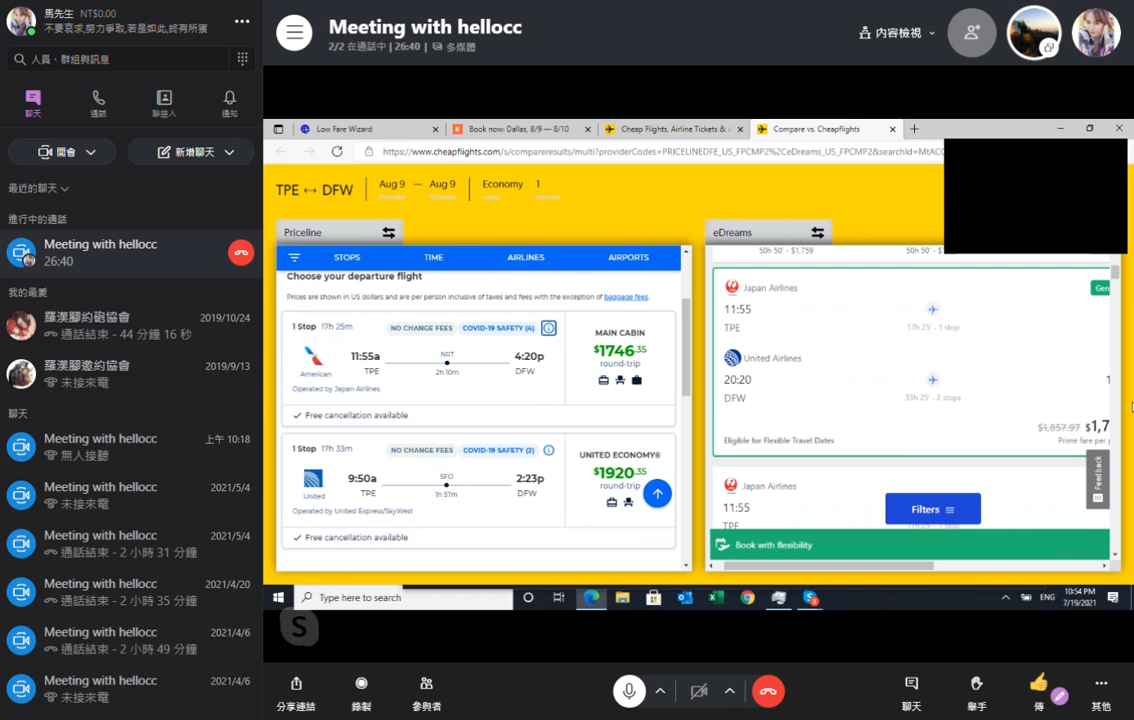 馬先生 NT$0.00
不要哀求,努力爭取,若是如此,終有所獲
人員、群組與訊息
聊天
通話
聯絡人
通知
開會
新增聊天
最近的聊天
進行中的通話
Meeting with hellocc
26:40
我的最愛
羅漢腳約砲協會 2019/10/24
通話結束 - 44 分鐘 16 秒
羅漢腳邀約協會 2019/9/13
未接來電
聊天
Meeting with hellocc 上午 10:18
無人接聽
Meeting with hellocc 2021/5/4
未接來電
Meeting with hellocc 2021/5/4
通話結束 - 2 小時 31 分鐘
Meeting with hellocc 2021/4/20
通話結束 - 2 小時 35 分鐘
Meeting with hellocc 2021/4/6
通話結束 - 2 小時 49 分鐘
Meeting with hellocc 2021/4/6
未接來電
Meeting with hellocc
2/2 在通話中 | 26:40 | 多媒體
內容檢視
Low Fare Wizard
Book now: Dallas, 8/9 — 8/10
Cheap Flights, Airline Tickets &
Compare vs. Cheapflights
https://www.cheapflights.com/s/compareresults/multi?providerCodes=PRICELINEDFE_US_FPCMP2%2CeDreams_US_FPCMP2&searchId=MtAC
TPE ↔ DFW
Aug 9 — Aug 9
Economy
1
Priceline
STOPS TIME AIRLINES AIRPORTS
Choose your departure flight
Prices are shown in US dollars and are per person inclusive of taxes and fees with the exception of baggage fees.
1 Stop 17h 25m NO CHANGE FEES COVID-19 SAFETY (4)
American
11:55a NRT 4:20p
TPE 2h 10m DFW
Operated by Japan Airlines
MAIN CABIN
$1746.35
round-trip
Free cancellation available
1 Stop 17h 33m NO CHANGE FEES COVID-19 SAFETY (2)
United
9:50a SFO 2:23p
TPE 1h 57m DFW
Operated by United Express/SkyWest
UNITED ECONOMY®
$1920.35
round-trip
Free cancellation available
eDreams
50h 50' - $1,759 50h 50' - $1
Japan Airlines
Gen
11:55
TPE 17h 25' - 1 stop
United Airlines
20:20 1
DFW 33h 25' - 2 stops
$1,857.97 $1,7
Eligible for Flexible Travel Dates Prime fare per
Japan Airlines
11:55
TPE
Filters
Feedback
Book with flexibility
Type here to search
ENG
10:54 PM
7/19/2021
S
分享連結
錄製
參與者
聊天
舉手
傳
其他